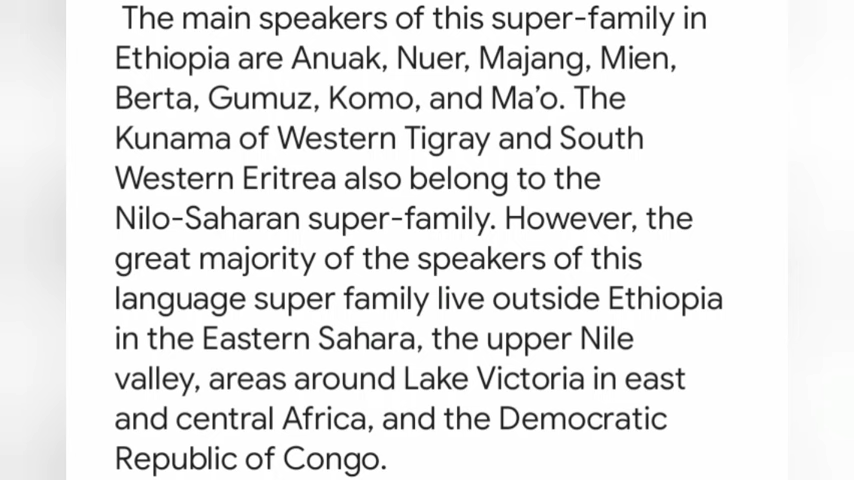 The main speakers of this super-family in
Ethiopia are Anuak, Nuer, Majang, Mien,
Berta, Gumuz, Komo, and Ma’o. The
Kunama of Western Tigray and South
Western Eritrea also belong to the
Nilo-Saharan super-family. However, the
great majority of the speakers of this
language super family live outside Ethiopia
in the Eastern Sahara, the upper Nile
valley, areas around Lake Victoria in east
and central Africa, and the Democratic
Republic of Congo.